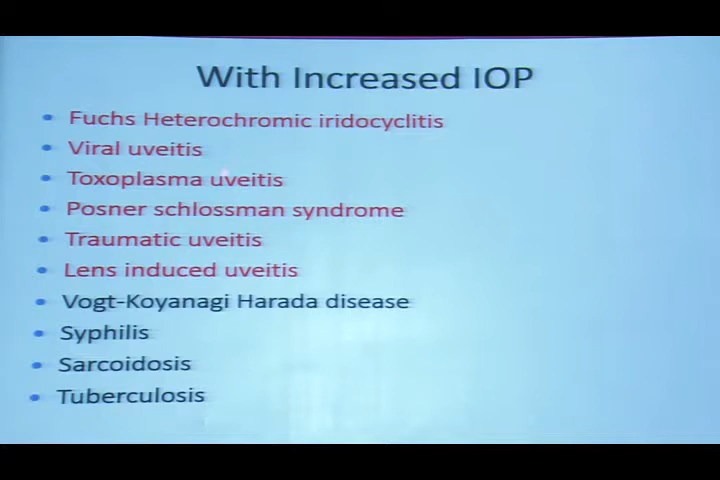 With Increased IOP
Fuchs Heterochromic iridocyclitis
Viral uveitis
Toxoplasma uveitis
Posner schlossman syndrome
Traumatic uveitis
Lens induced uveitis
Vogt-Koyanagi Harada disease
Syphilis
Sarcoidosis
Tuberculosis